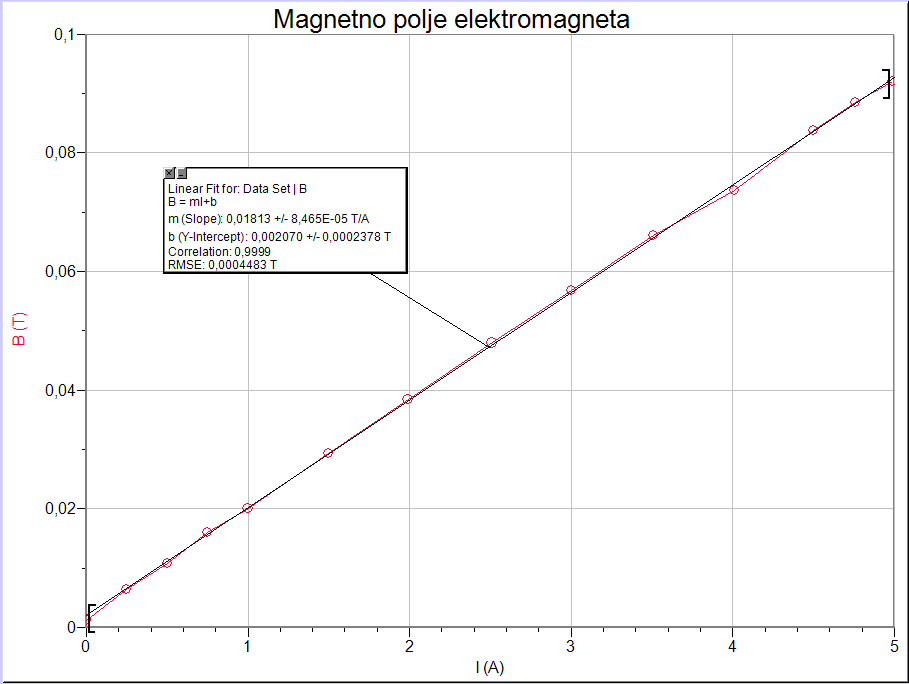 Magnetno polje elektromagneta
0,1
0,08
Linear Fit for: Data Set | B
B = mI+b
m (Slope): 0,01813 +/- 8,465E-05 T/A
b (Y-Intercept): 0,002070 +/- 0,0002378 T
Correlation: 0,9999
RMSE: 0,0004483 T
0,06
B (T)
0,04
0,02
0
0 1 2 3 4 5
I (A)